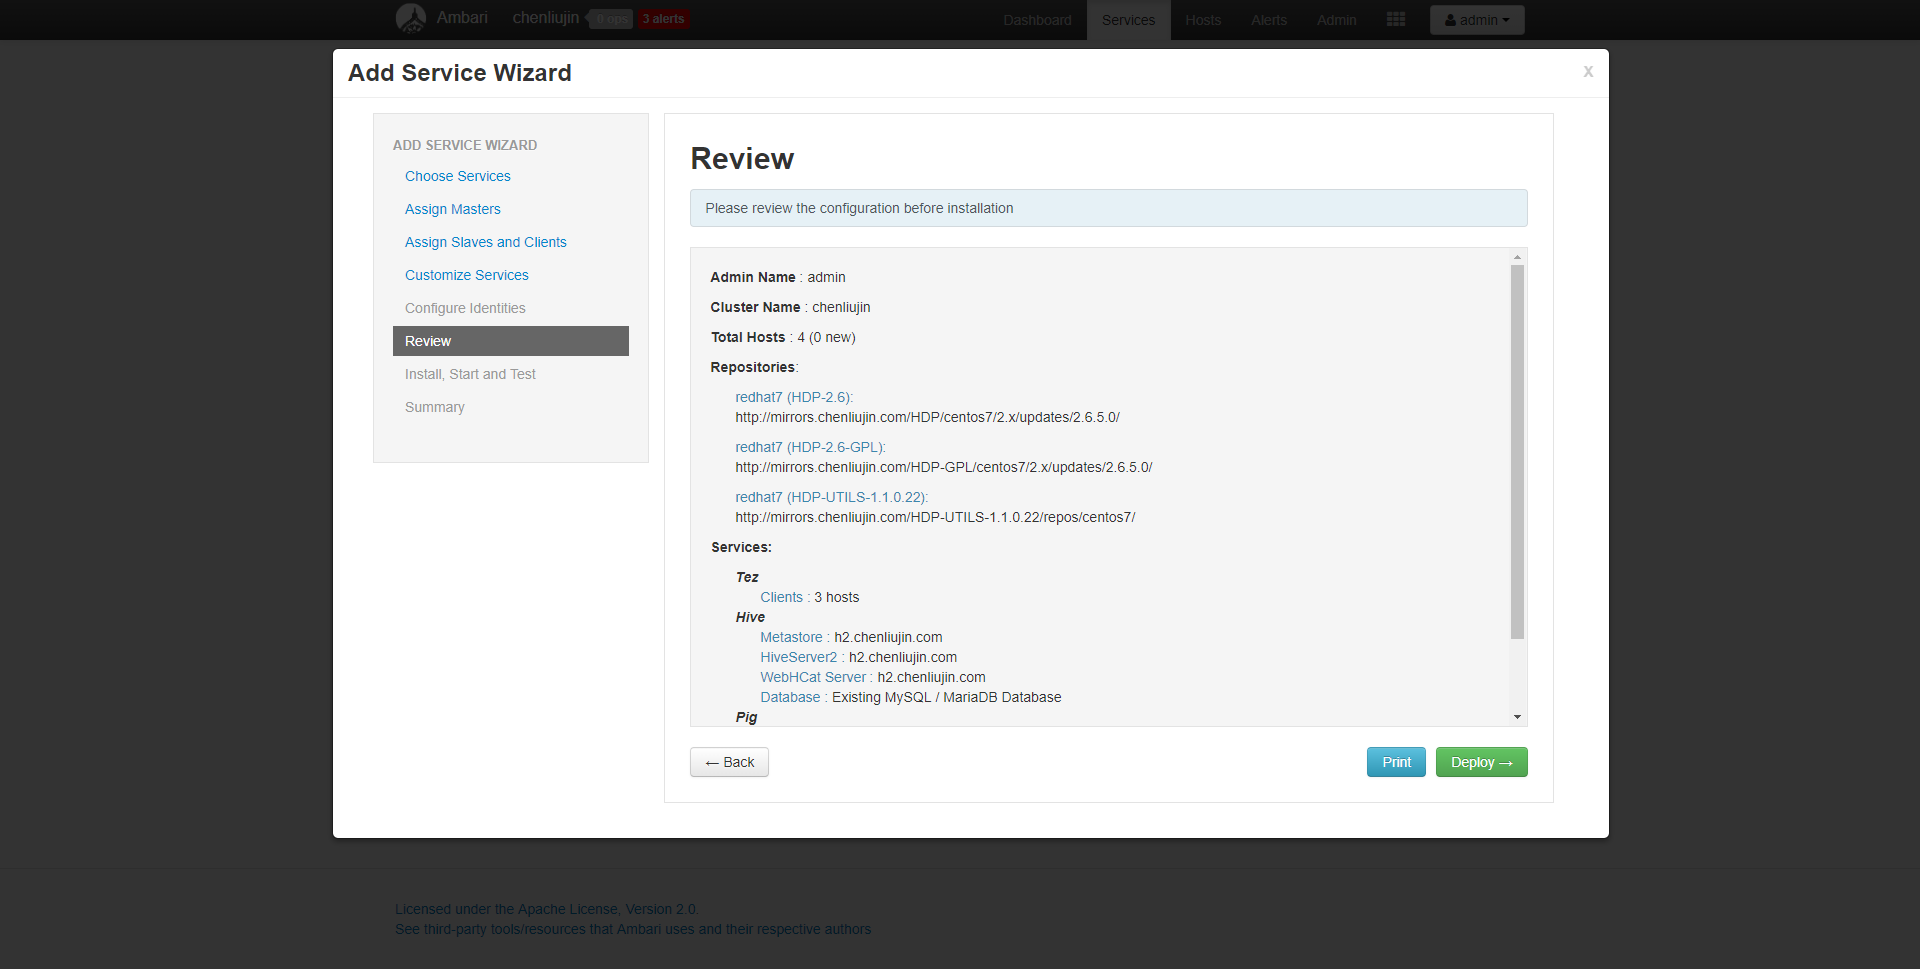 Ambari chenliujin 0 ops 3 alerts Dashboard Services Hosts Alerts Admin admin
Add Service Wizard X
ADD SERVICE WIZARD
Choose Services
Assign Masters
Assign Slaves and Clients
Customize Services
Configure Identities
Review
Install, Start and Test
Summary
Review
Please review the configuration before installation
Admin Name : admin
Cluster Name : chenliujin
Total Hosts : 4 (0 new)
Repositories:
redhat7 (HDP-2.6):
http://mirrors.chenliujin.com/HDP/centos7/2.x/updates/2.6.5.0/
redhat7 (HDP-2.6-GPL):
http://mirrors.chenliujin.com/HDP-GPL/centos7/2.x/updates/2.6.5.0/
redhat7 (HDP-UTILS-1.1.0.22):
http://mirrors.chenliujin.com/HDP-UTILS-1.1.0.22/repos/centos7/
Services:
Tez
Clients : 3 hosts
Hive
Metastore : h2.chenliujin.com
HiveServer2 : h2.chenliujin.com
WebHCat Server : h2.chenliujin.com
Database : Existing MySQL / MariaDB Database
Pig
← Back Print Deploy →
Licensed under the Apache License, Version 2.0.
See third-party tools/resources that Ambari uses and their respective authors